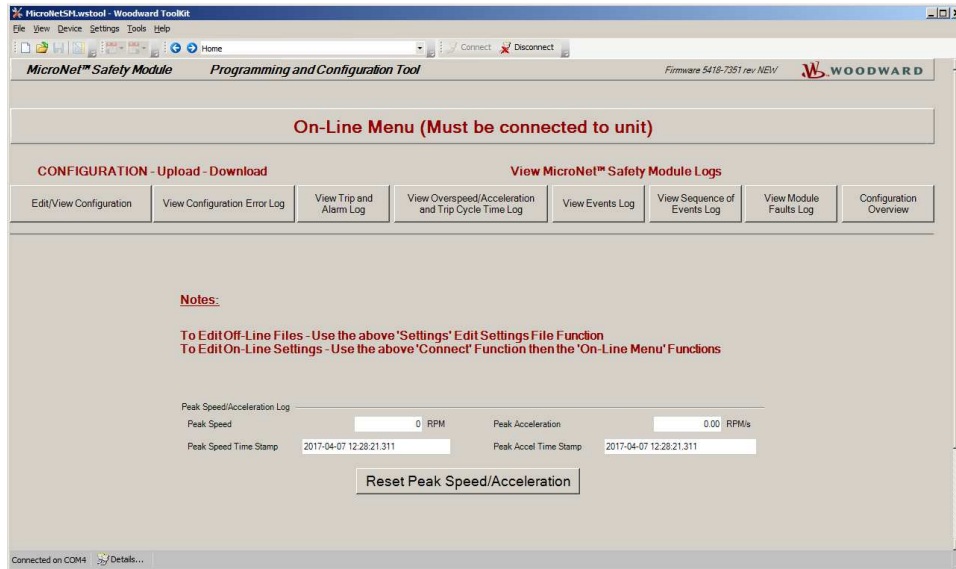 MicroNetSM.wstool - Woodward ToolKit
File View Device Settings Tools Help
Home Connect Disconnect
MicroNet™ Safety Module Programming and Configuration Tool Firmware 5418-7351 rev NEW WOODWARD
On-Line Menu (Must be connected to unit)
CONFIGURATION - Upload - Download View MicroNet™ Safety Module Logs
Edit/View Configuration
View Configuration Error Log
View Trip and
Alarm Log
View Overspeed/Acceleration
and Trip Cycle Time Log
View Events Log
View Sequence of
Events Log
View Module
Faults Log
Configuration
Overview
Notes:
To Edit Off-Line Files - Use the above 'Settings' Edit Settings File Function
To Edit On-Line Settings - Use the above 'Connect' Function then the 'On-Line Menu' Functions
Peak Speed/Acceleration Log
Peak Speed 0 RPM Peak Acceleration 0.00 RPM/s
Peak Speed Time Stamp 2017-04-07 12:28:21.311 Peak Accel Time Stamp 2017-04-07 12:28:21.311
Reset Peak Speed/Acceleration
Connected on COM4 Details...